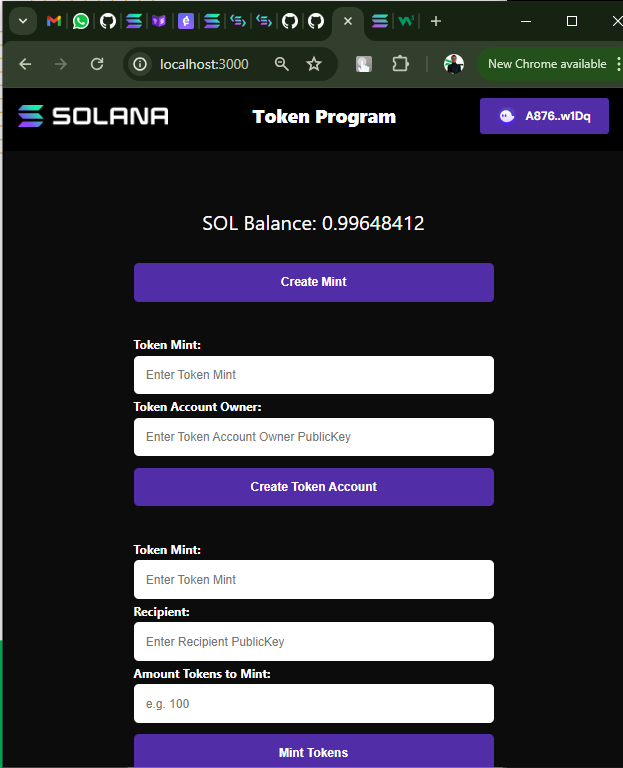 localhost:3000
New Chrome available
SOLANA
Token Program
A876..w1Dq
SOL Balance: 0.99648412
Create Mint
Token Mint:
Enter Token Mint
Token Account Owner:
Enter Token Account Owner PublicKey
Create Token Account
Token Mint:
Enter Token Mint
Recipient:
Enter Recipient PublicKey
Amount Tokens to Mint:
e.g. 100
Mint Tokens